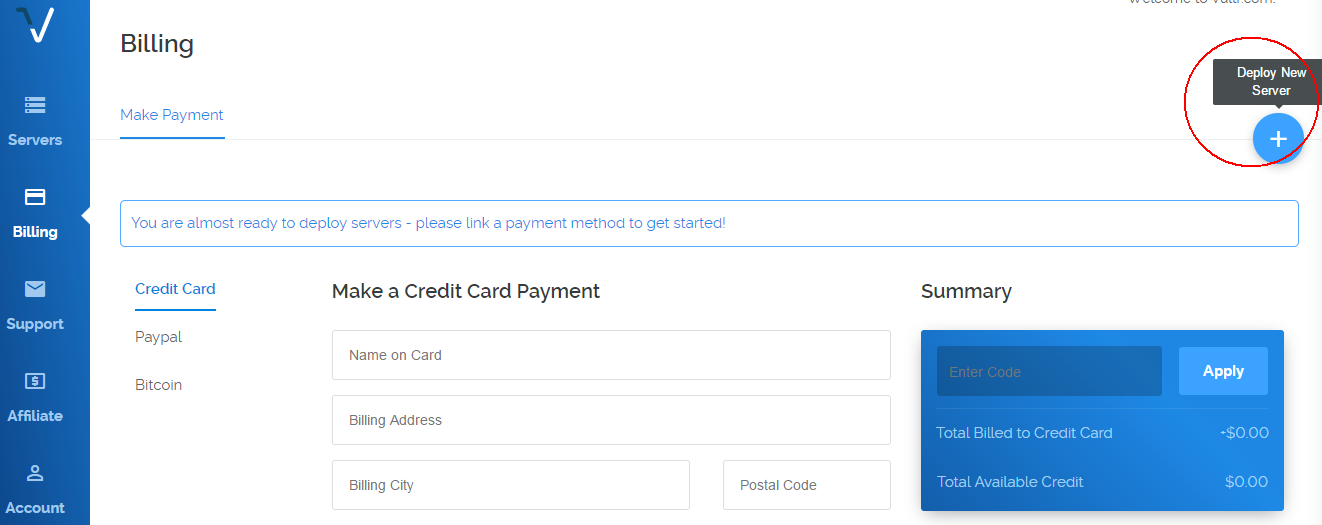 Billing
Deploy New
Server
Make Payment
Servers
Billing
Support
Affiliate
Account
You are almost ready to deploy servers - please link a payment method to get started!
Credit Card
Paypal
Bitcoin
Make a Credit Card Payment
Name on Card
Billing Address
Billing City
Postal Code
Summary
Enter Code
Apply
Total Billed to Credit Card
+$0.00
Total Available Credit
$0.00